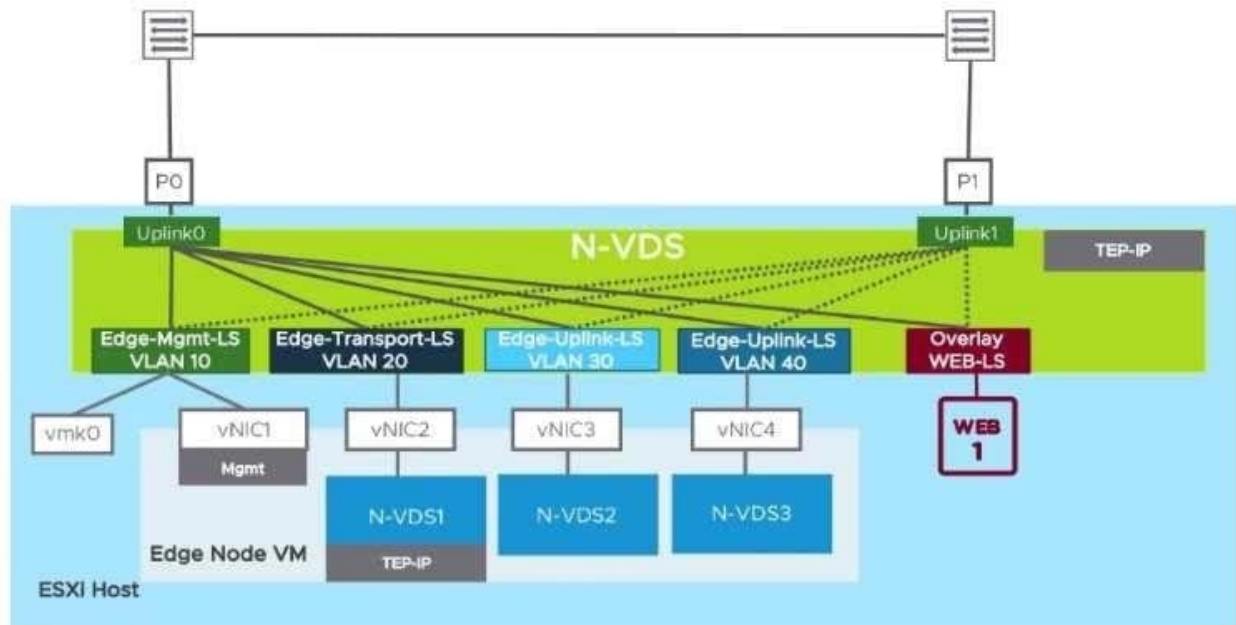 P0
P1
Uplink0
N-VDS
Uplink1
TEP-IP
Edge-Mgmt-LS
VLAN 10
Edge-Transport-LS
VLAN 20
Edge-Uplink-LS
VLAN 30
Edge-Uplink-LS
VLAN 40
Overlay
WEB-LS
vmk0
vNIC1
Mgmt
vNIC2
vNIC3
vNIC4
WEB
1
N-VDS1
TEP-IP
N-VDS2
N-VDS3
Edge Node VM
ESXI Host